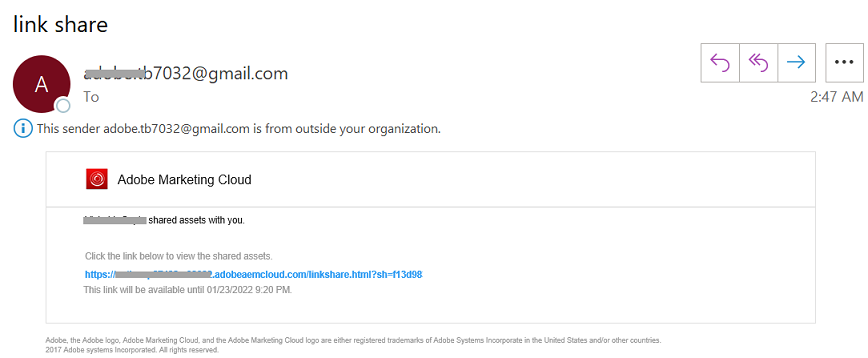 link share
A
b7032@gmail.com
To
2:47 AM
This sender adobe.tb7032@gmail.com is from outside your organization.
Adobe Marketing Cloud
shared assets with you.
Click the link below to view the shared assets.
https:// .adobeaemcloud.com/linkshare.html?sh=f13d98
This link will be available until 01/23/2022 9:20 PM.
Adobe, the Adobe logo, Adobe Marketing Cloud, and the Adobe Marketing Cloud logo are either registered trademarks of Adobe Systems Incorporate in the United States and/or other countries.
2017 Adobe systems Incorporated. All rights reserved.